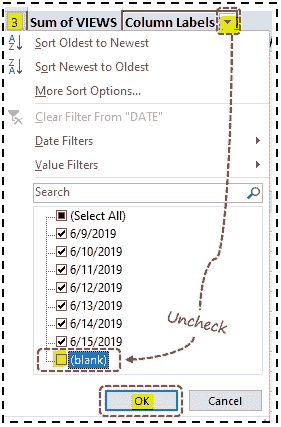 3 Sum of VIEWS Column Labels
Sort Oldest to Newest
Sort Newest to Oldest
More Sort Options...
Clear Filter From "DATE"
Date Filters
Value Filters
Search
(Select All)
6/9/2019
6/10/2019
6/11/2019
6/12/2019
6/13/2019
6/14/2019
6/15/2019
Uncheck
(blank)
OK Cancel